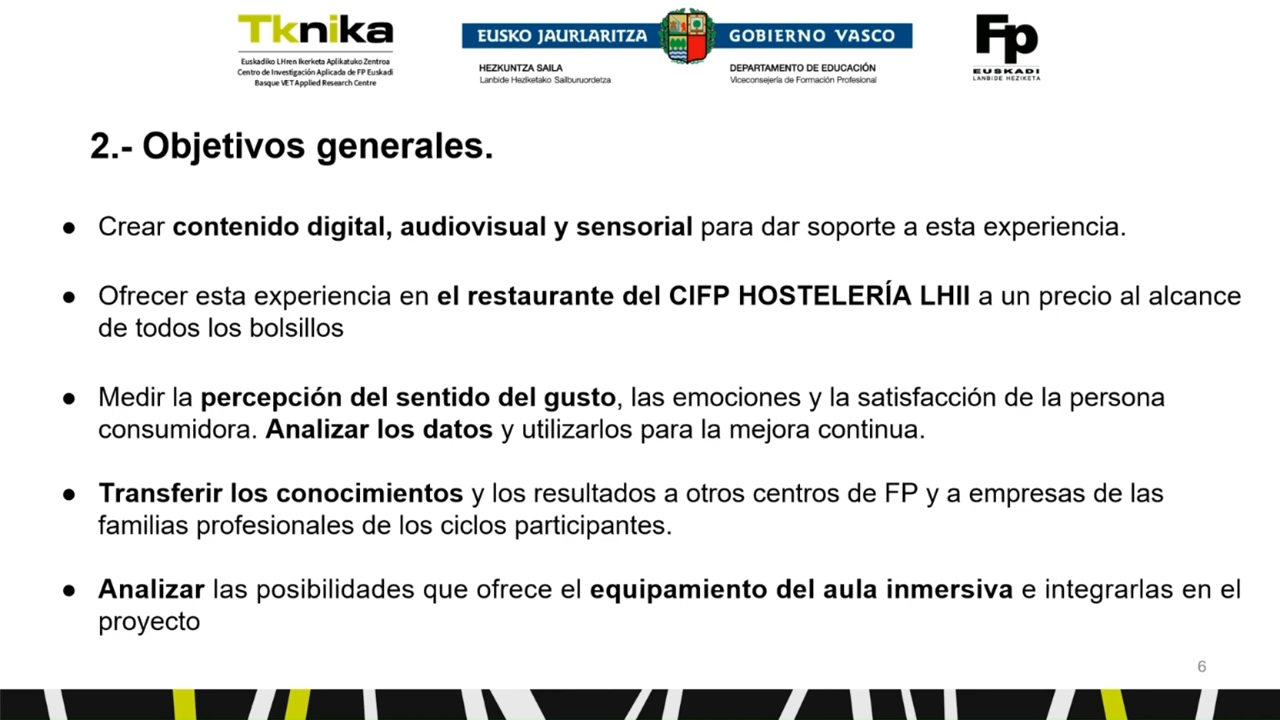 Tknika
Euskadiko LHren Ikerketa Aplikatuko Zentroa
Centro de Investigación Aplicada de FP Euskadi
Basque VET Applied Research Centre
EUSKO JAURLARITZA
GOBIERNO VASCO
HEZKUNTZA SAILA
Lanbide Heziketako Sailburuordetza
DEPARTAMENTO DE EDUCACIÓN
Viceconsejería de Formación Profesional
Fp
EUSKADI
LANBIDE HEZIKETA
2.- Objetivos generales.
● Crear contenido digital, audiovisual y sensorial para dar soporte a esta experiencia.
● Ofrecer esta experiencia en el restaurante del CIFP HOSTELERÍA LHII a un precio al alcance
de todos los bolsillos
● Medir la percepción del sentido del gusto, las emociones y la satisfacción de la persona
consumidora. Analizar los datos y utilizarlos para la mejora continua.
● Transferir los conocimientos y los resultados a otros centros de FP y a empresas de las
familias profesionales de los ciclos participantes.
● Analizar las posibilidades que ofrece el equipamiento del aula inmersiva e integrarlas en el
proyecto
6